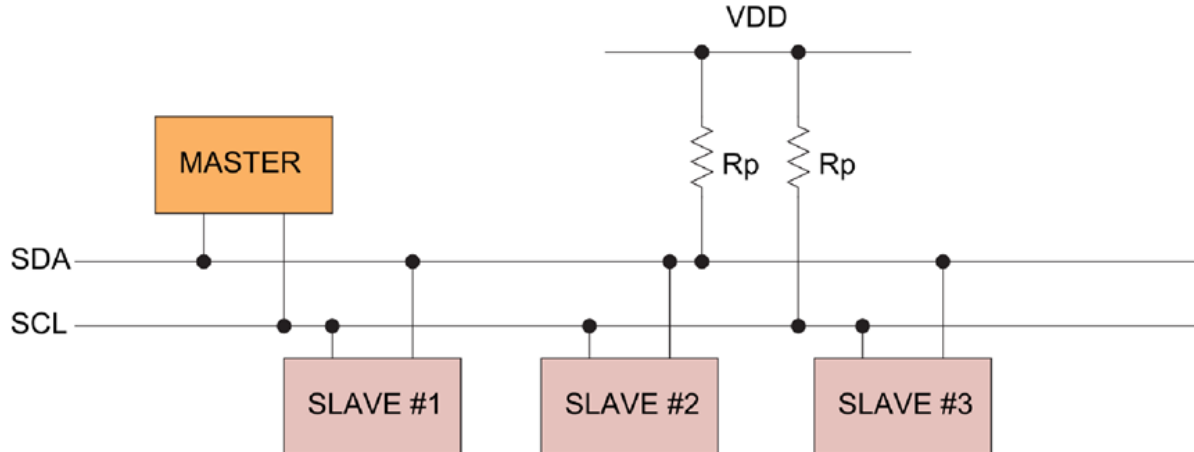 VDD
MASTER
Rp
Rp
SDA
SCL
SLAVE #1
SLAVE #2
SLAVE #3